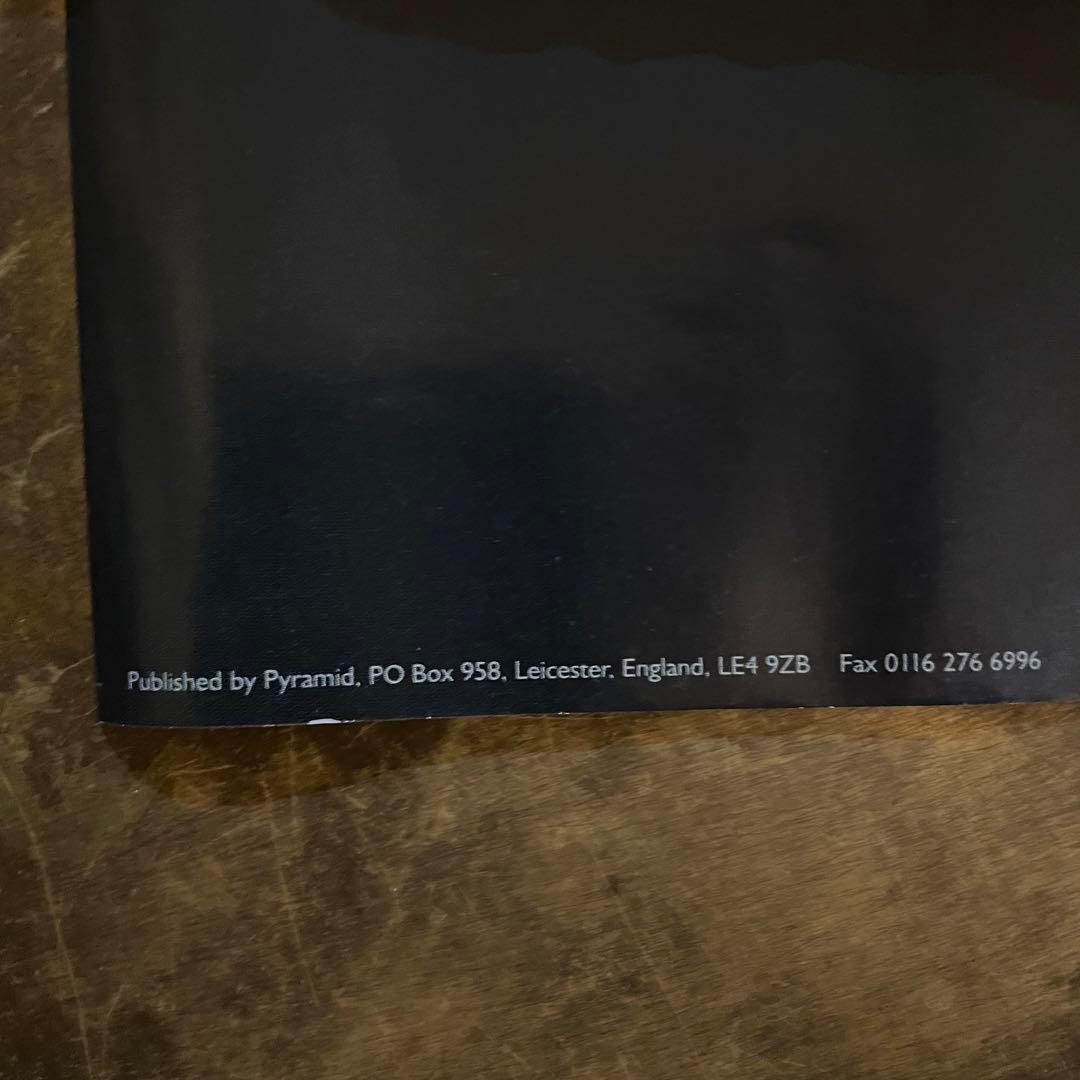 Published by Pyramid, PO Box 958, Leicester, England, LE4 9ZB Fax 0116 276 6996